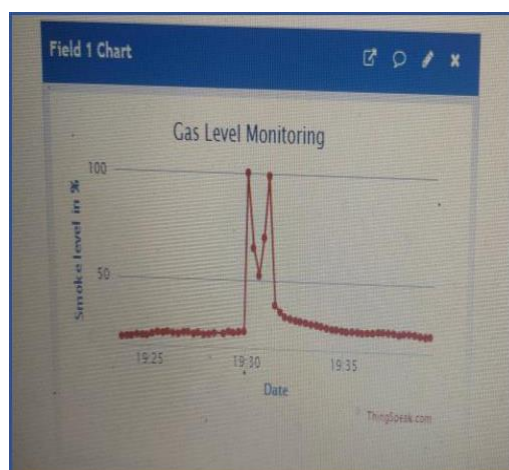 Field 1 Chart
Gas Level Monitoring
Smoke level in %
100
50
19:25
19:30
19:35
Date
ThingSpeak.com